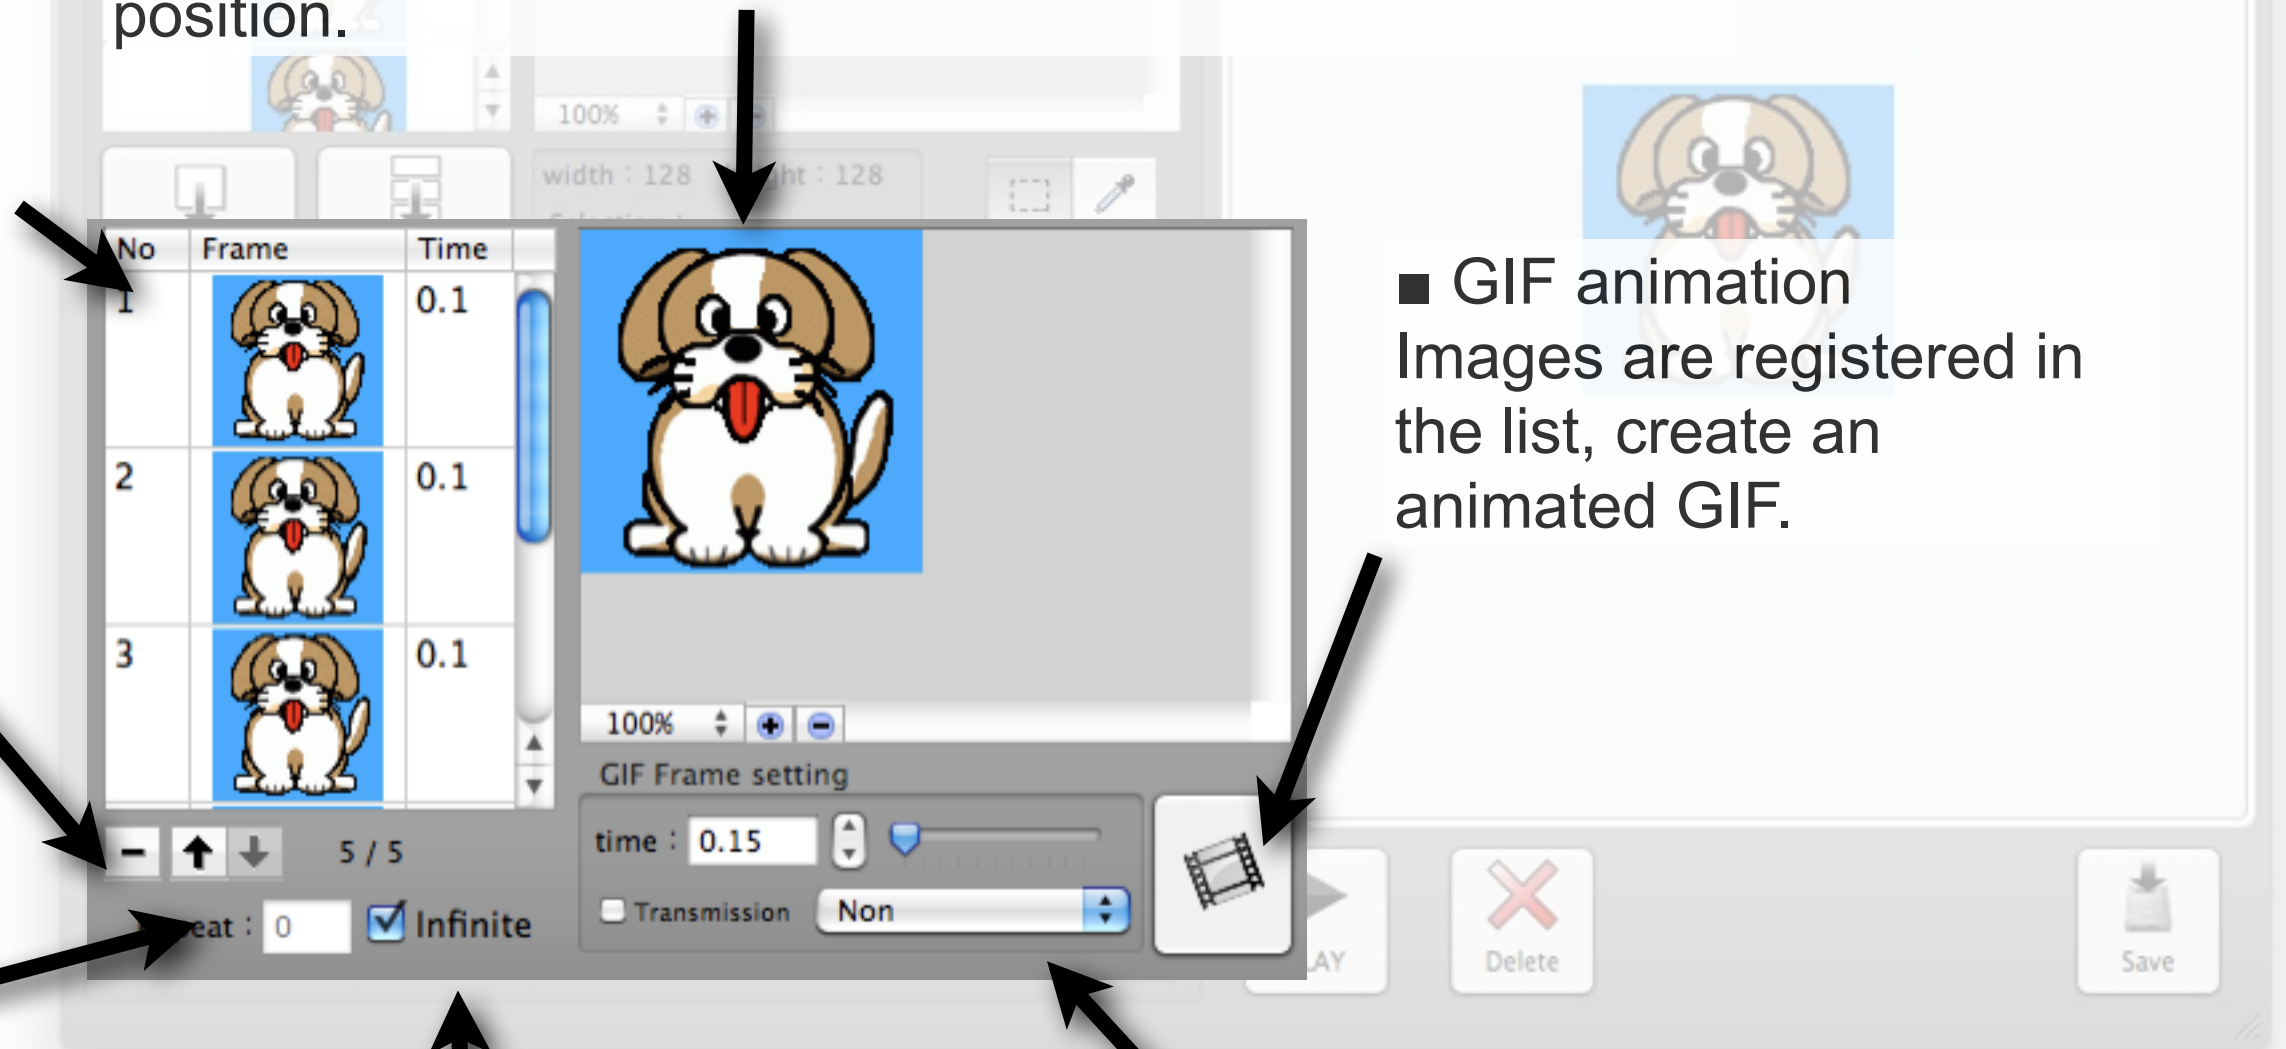 position.
100%
width : 128
ght : 128
No Frame Time
1 0.1
2 0.1
3 0.1
100%
GIF Frame setting
time : 0.15
5 / 5
eat : 0 Infinite
Transmission Non
■ GIF animation
Images are registered in
the list, create an
animated GIF.
AY
Delete
Save